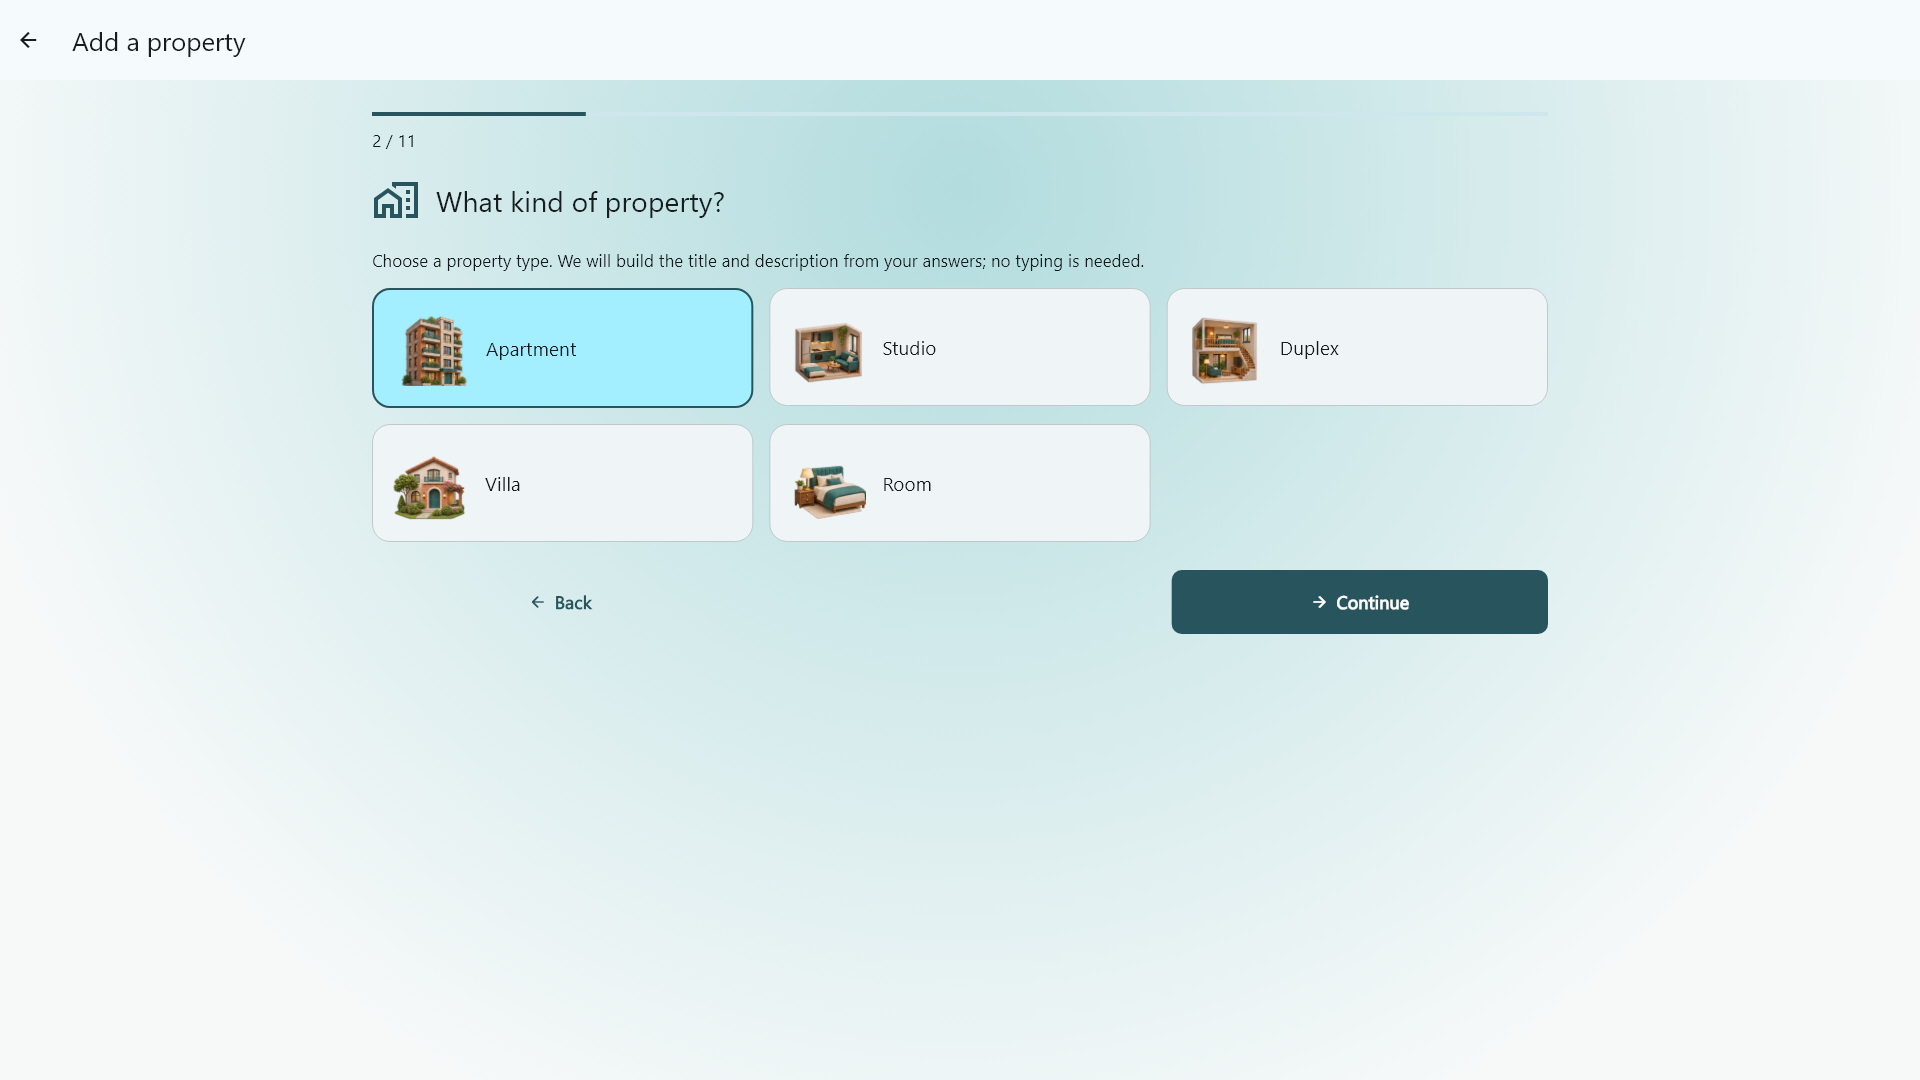 Add a property
2 / 11
What kind of property?
Choose a property type. We will build the title and description from your answers; no typing is needed.
Apartment
Studio
Duplex
Villa
Room
Back
Continue